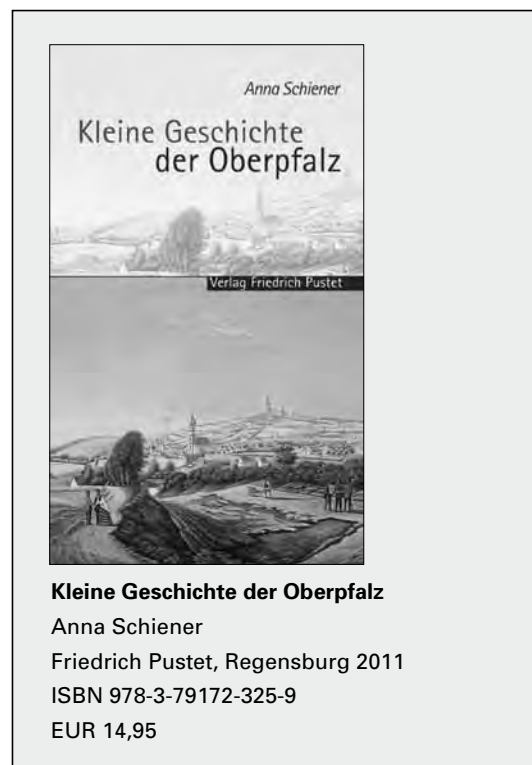 Anna Schiener
Kleine Geschichte
der Oberpfalz
Verlag Friedrich Pustet
Kleine Geschichte der Oberpfalz
Anna Schiener
Friedrich Pustet, Regensburg 2011
ISBN 978-3-79172-325-9
EUR 14,95